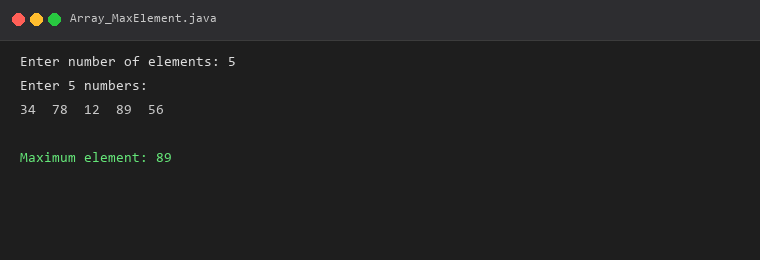 Array_MaxElement.java
Enter number of elements: 5
Enter 5 numbers:
34  78  12  89  56
Maximum element: 89